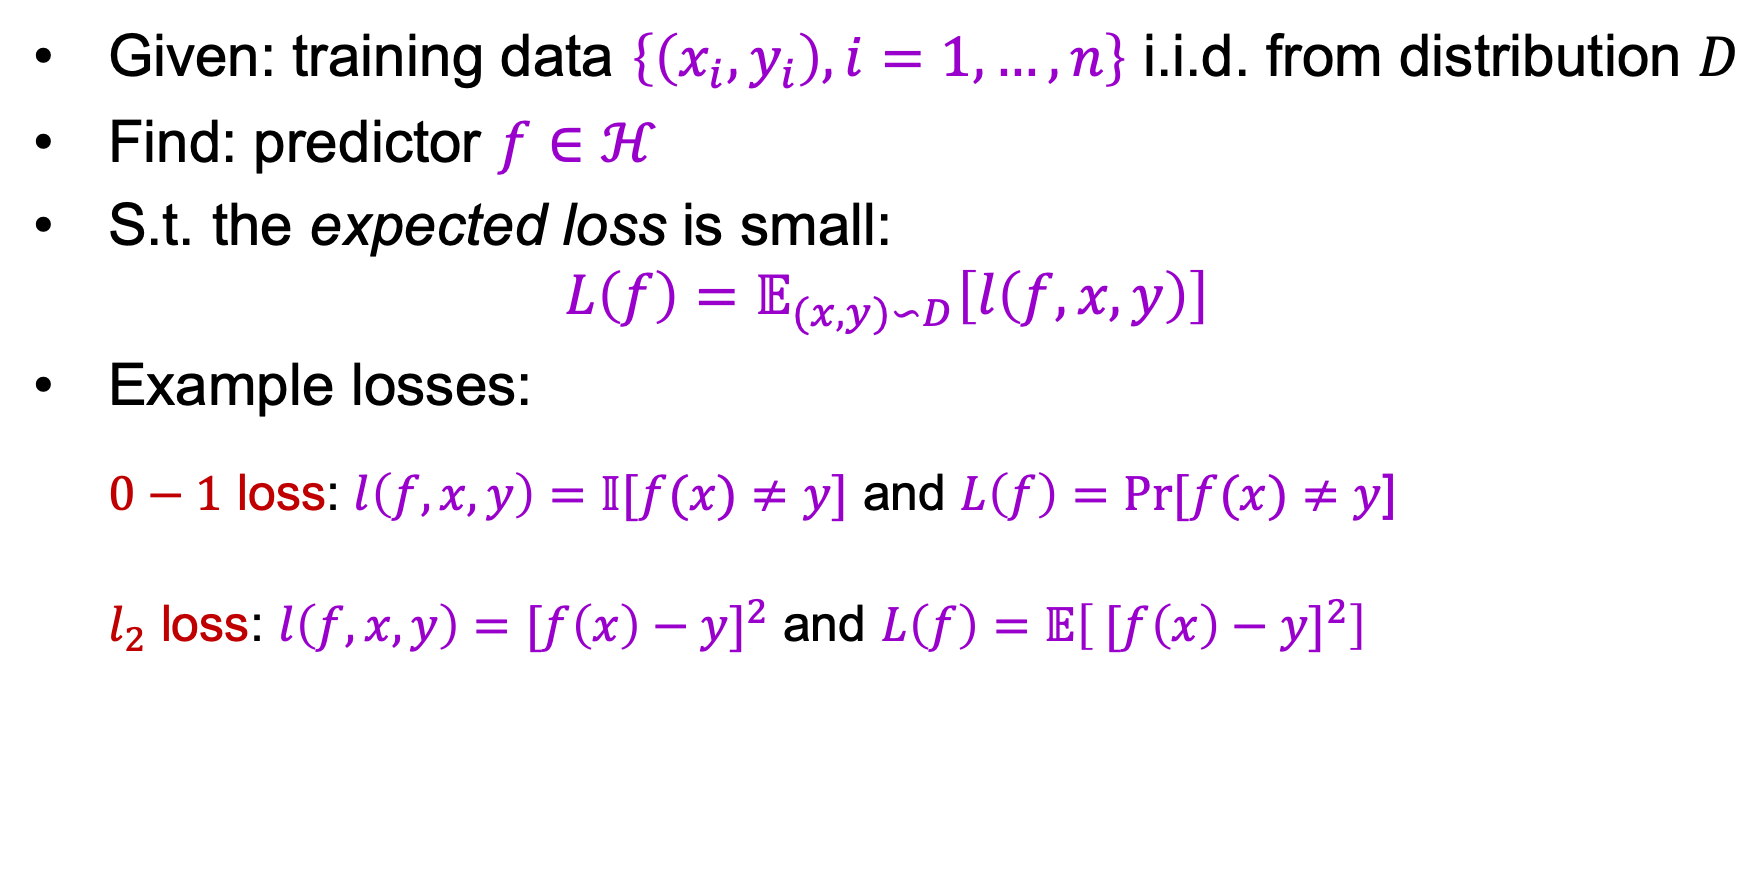 • Given: training data {(xᵢ, yᵢ), i = 1, … , n} i.i.d. from distribution D
• Find: predictor f ∈ ℋ
• S.t. the expected loss is small:
L(f) = 𝔼₍ₓ,ᵧ₎∽D[l(f, x, y)]
• Example losses:
0 − 1 loss: l(f, x, y) = 𝕀[f(x) ≠ y] and L(f) = Pr[f(x) ≠ y]
l₂ loss: l(f, x, y) = [f(x) − y]² and L(f) = 𝔼[ [f(x) − y]²]